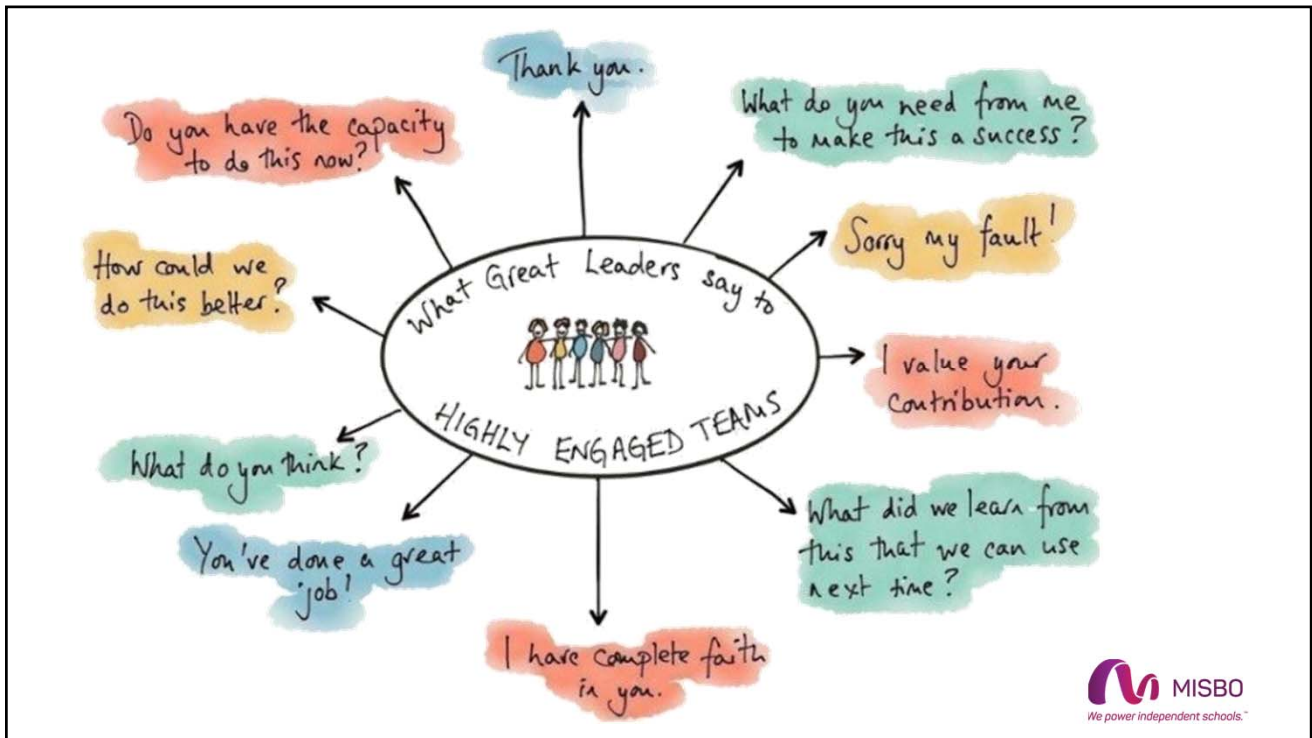 Thank you.
What do you need from me
to make this a success?
Sorry my fault!
I value your
contribution.
What did we learn from
this that we can use
next time?
I have complete faith
in you.
You've done a great
job!
What do you think?
How could we
do this better?
Do you have the capacity
to do this now?
What Great Leaders say to
HIGHLY ENGAGED TEAMS
MISBO
We power independent schools.™